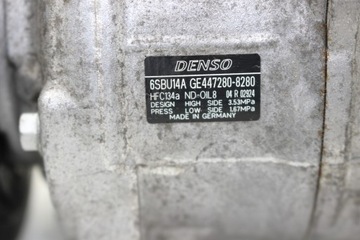 DENSO
6SBU14A GE447280-8280
HFC134a ND-OIL8 04 R 02924
DESIGN HIGH SIDE 3.53MPa
PRESS LOW SIDE 1.67MPa
MADE IN GERMANY